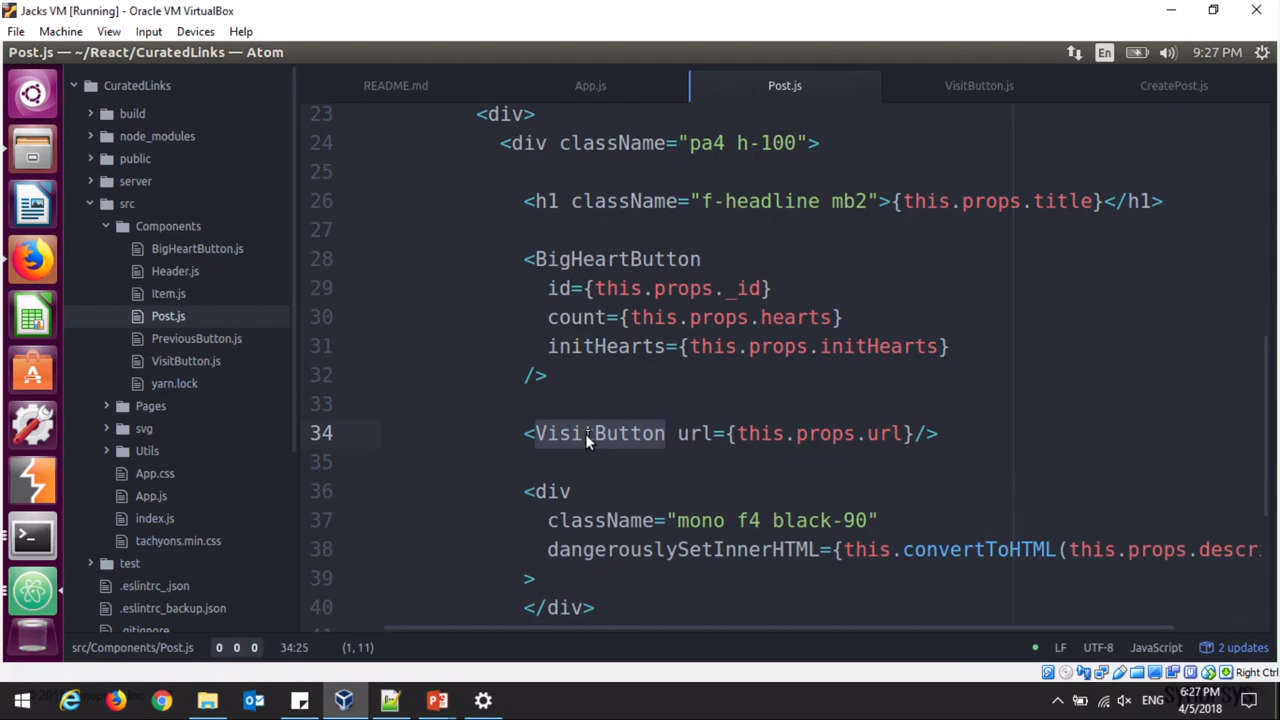 Jacks VM [Running] - Oracle VM VirtualBox
File Machine View Input Devices Help
Post.js — ~/React/CuratedLinks — Atom
En
9:27 PM
CuratedLinks
build
node_modules
public
server
src
Components
BigHeartButton.js
Header.js
Item.js
Post.js
PreviousButton.js
VisitButton.js
yarn.lock
Pages
svg
Utils
App.css
App.js
index.js
tachyons.min.css
test
.eslintrc_.json
.eslintrc_backup.json
.gitignore
README.md App.js Post.js VisitButton.js CreatePost.js
23 <div>
24 <div className="pa4 h-100">
25
26 <h1 className="f-headline mb2">{this.props.title}</h1>
27
28 <BigHeartButton
29 id={this.props._id}
30 count={this.props.hearts}
31 initHearts={this.props.initHearts}
32 />
33
34 <VisitButton url={this.props.url}/>
35
36 <div
37 className="mono f4 black-90"
38 dangerouslySetInnerHTML={this.convertToHTML(this.props.descri
39 >
40 </div>
src/Components/Post.js 0 0 0 34:25 (1, 11) LF UTF-8 JavaScript 2 updates
Right Ctrl
ENG
6:27 PM
4/5/2018